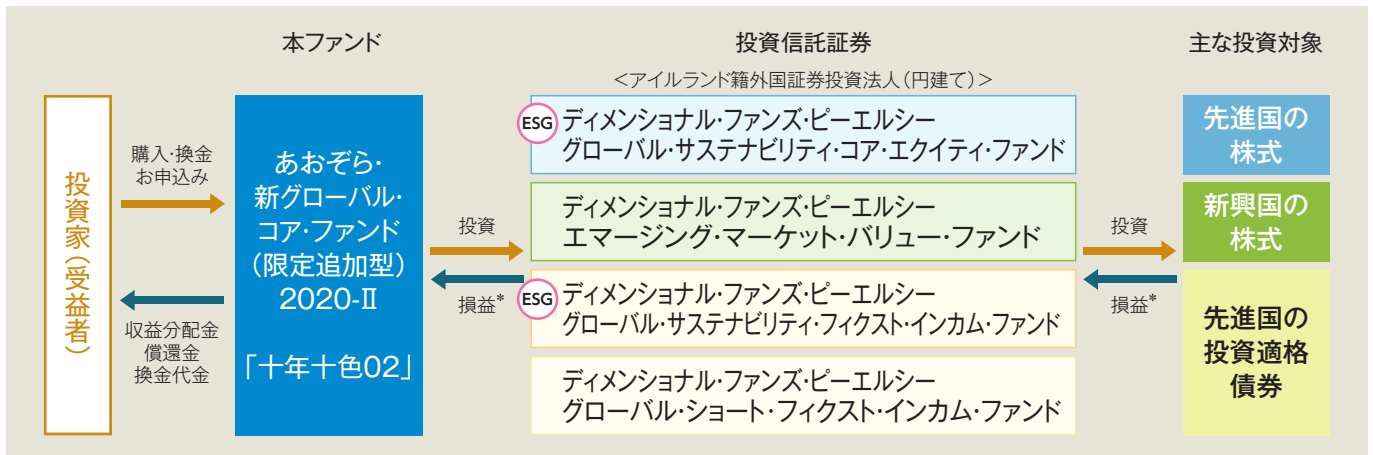 本ファンド
投資信託証券
主な投資対象
<アイルランド籍外国証券投資法人(円建て)>
投資家(受益者)
購入・換金
お申込み
収益分配金
償還金
換金代金
あおぞら・
新グローバル・
コア・ファンド
(限定追加型)
2020-Ⅱ
「十年十色02」
投資
損益*
ESG
ディメンショナル・ファンズ・ピーエルシー
グローバル・サステナビリティ・コア・エクイティ・ファンド
ディメンショナル・ファンズ・ピーエルシー
エマージング・マーケット・バリュー・ファンド
ESG
ディメンショナル・ファンズ・ピーエルシー
グローバル・サステナビリティ・フィクスト・インカム・ファンド
ディメンショナル・ファンズ・ピーエルシー
グローバル・ショート・フィクスト・インカム・ファンド
投資
損益*
先進国の
株式
新興国の
株式
先進国の
投資適格
債券